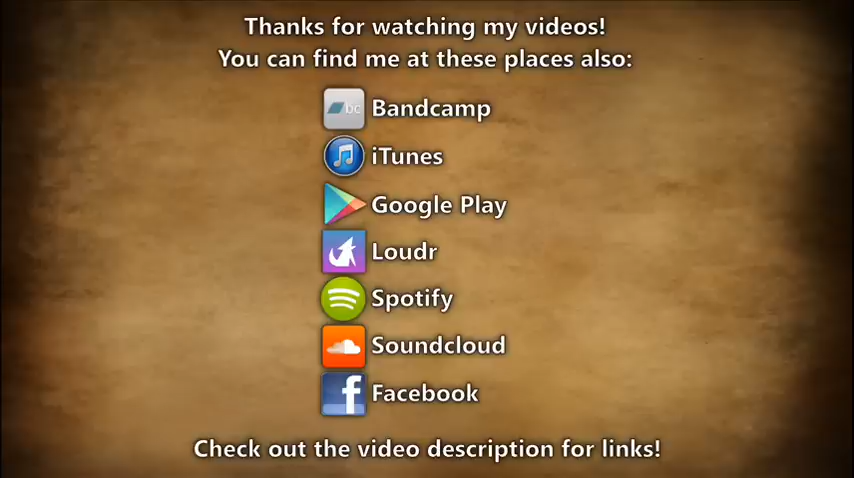 Thanks for watching my videos!
You can find me at these places also:
bc Bandcamp
iTunes
Google Play
Loudr
Spotify
Soundcloud
f Facebook
Check out the video description for links!